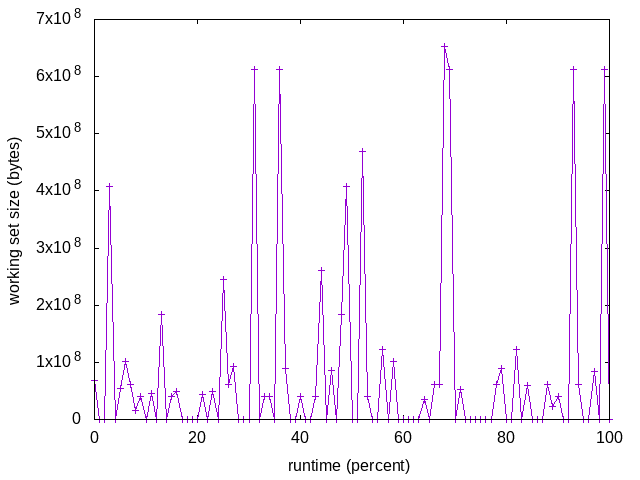 7x10^8
6x10^8
5x10^8
4x10^8
3x10^8
2x10^8
1x10^8
0
working set size (bytes)
0 20 40 60 80 100
runtime (percent)